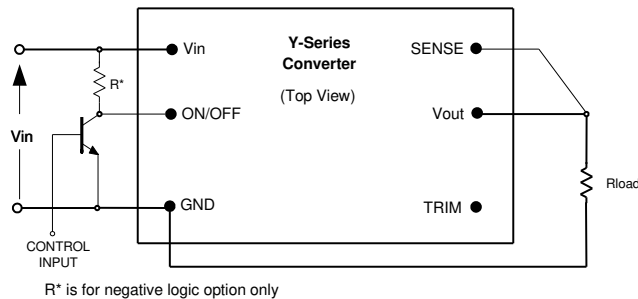 Y-Series
Converter
(Top View)
Vin
SENSE
R*
ON/OFF
Vout
Vin
Rload
GND
TRIM
CONTROL
INPUT
R* is for negative logic option only